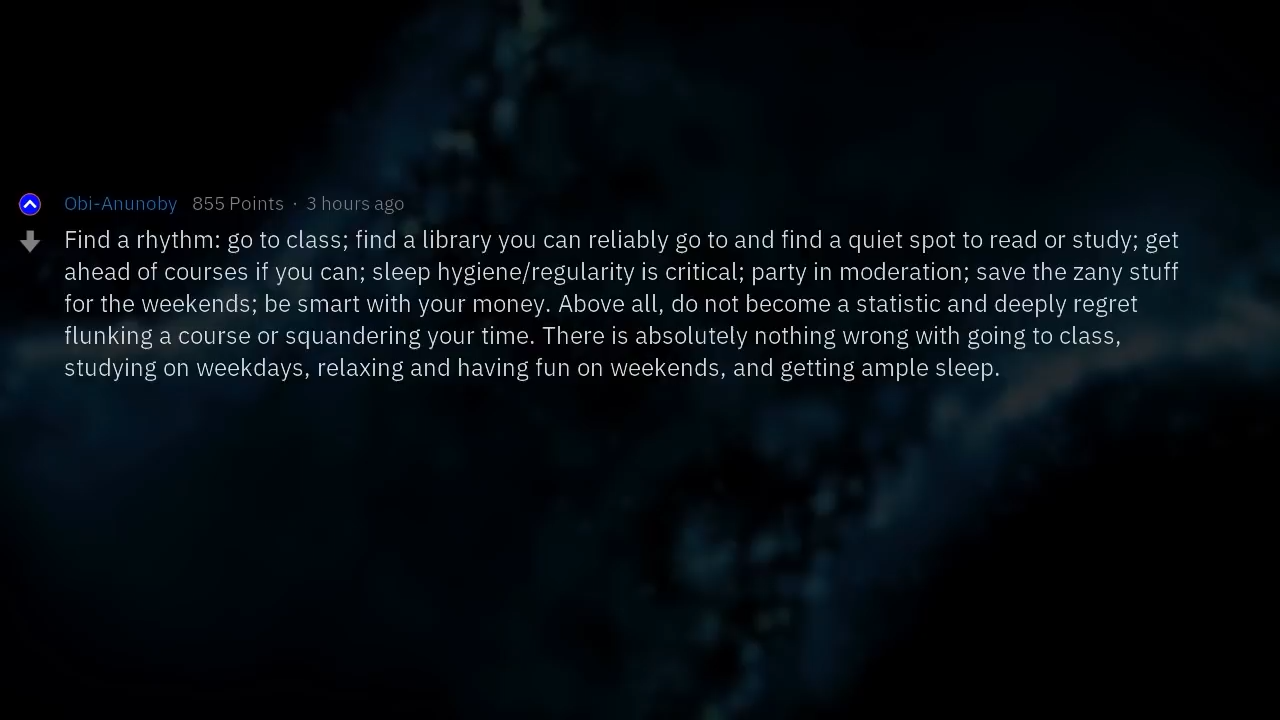 Obi-Anunoby 855 Points · 3 hours ago
Find a rhythm: go to class; find a library you can reliably go to and find a quiet spot to read or study; get
ahead of courses if you can; sleep hygiene/regularity is critical; party in moderation; save the zany stuff
for the weekends; be smart with your money. Above all, do not become a statistic and deeply regret
flunking a course or squandering your time. There is absolutely nothing wrong with going to class,
studying on weekdays, relaxing and having fun on weekends, and getting ample sleep.